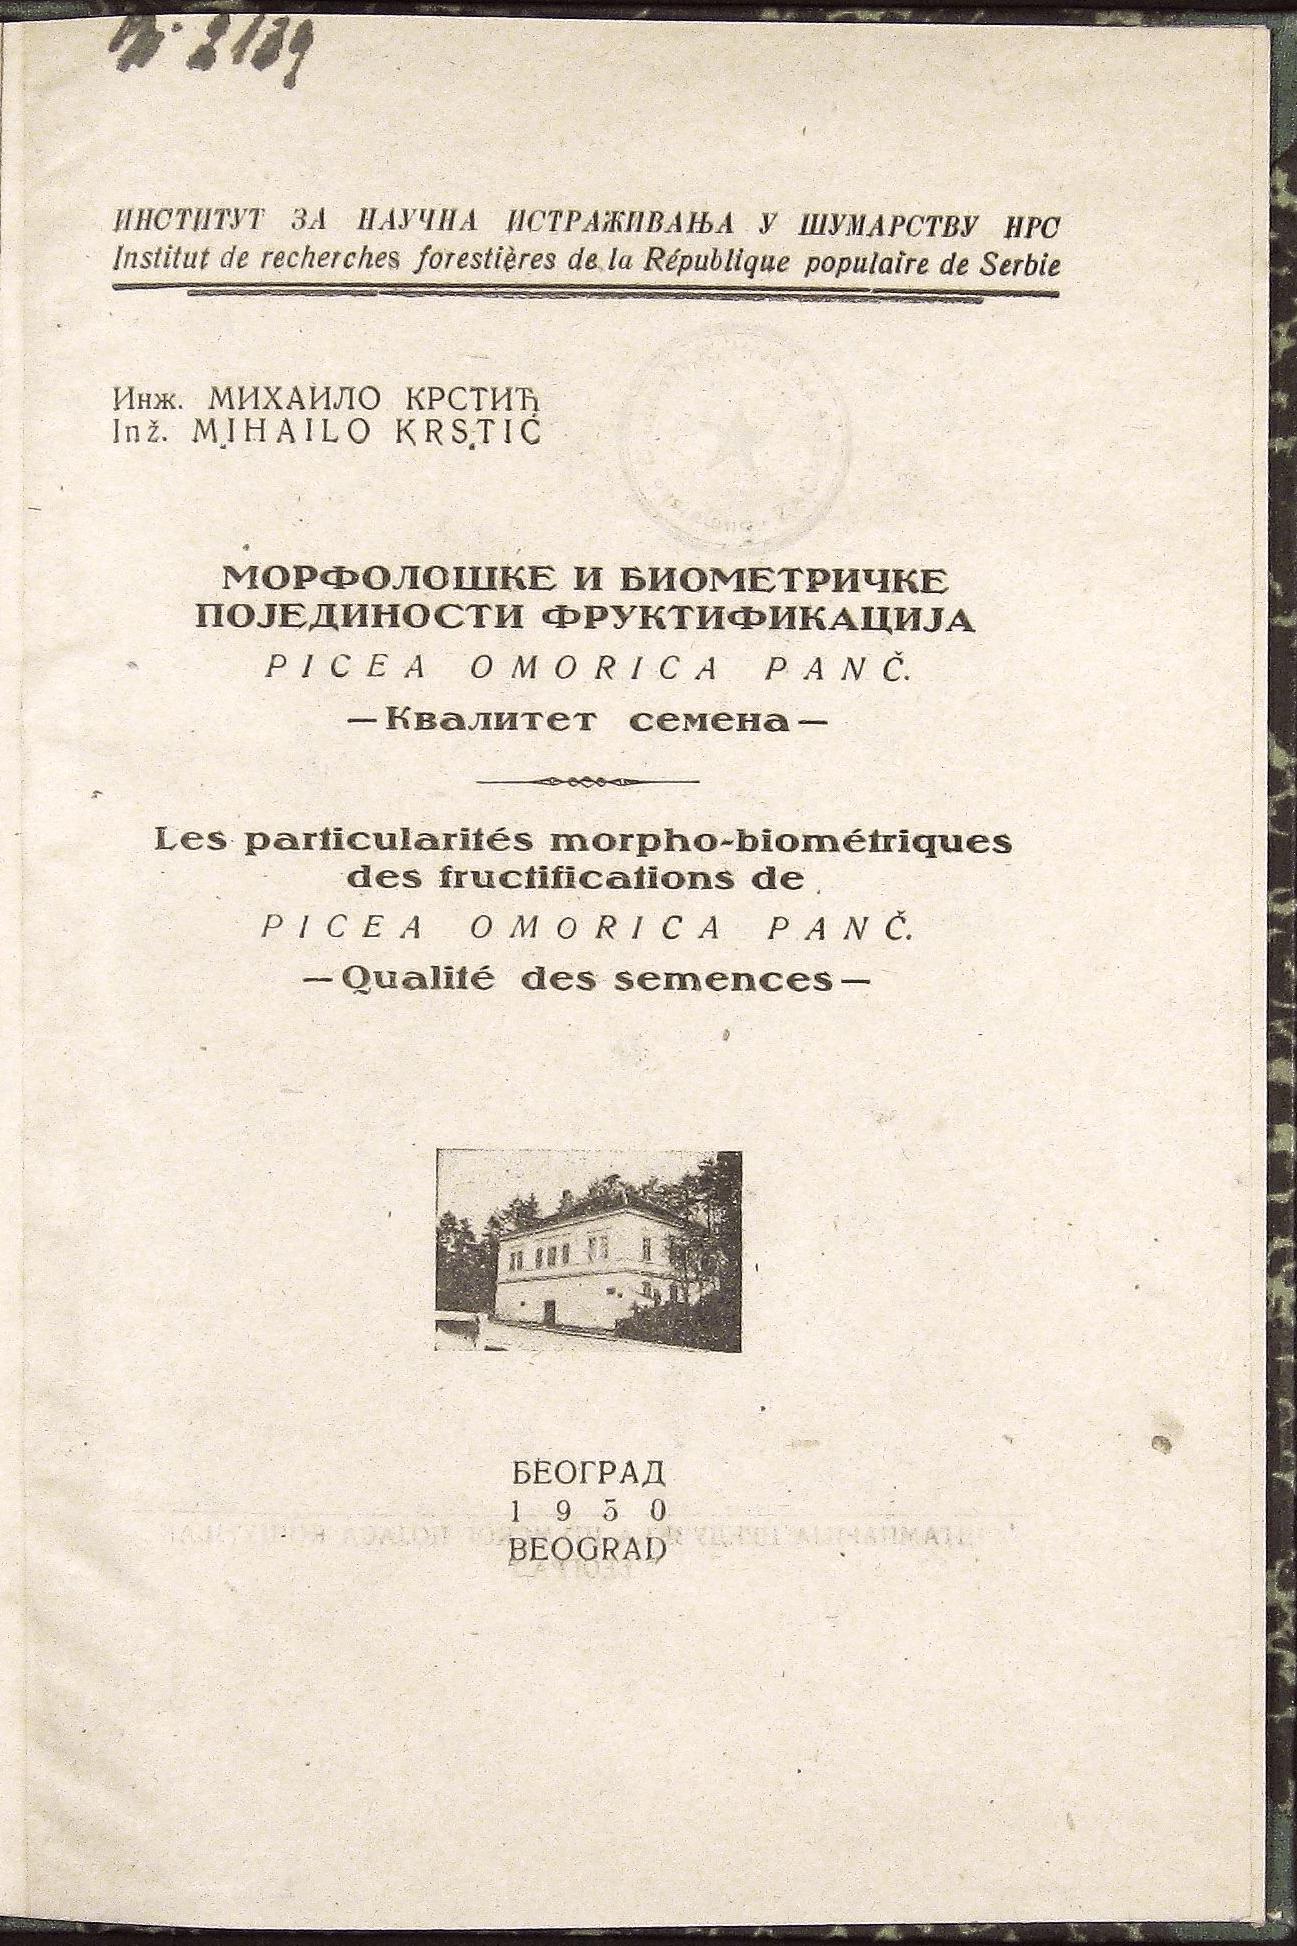 ИНСТИТУТ ЗА НАУЧНА ИСТРАЖИВАЊА У ШУМАРСТВУ НРС
Institut de recherches forestières de la République populaire de Serbie
Инж. МИХАИЛО КРСТИЋ
Inž. MIHAILO KRSTIĆ
МОРФОЛОШКЕ И БИОМЕТРИЧКЕ
ПОЈЕДИНОСТИ ФРУКТИФИКАЦИЈА
PICEA OMORICA PANČ.
—Квалитет семена—
Les particularités morpho-biométriques
des fructifications de
PICEA OMORICA PANČ.
—Qualité des semences—
БЕОГРАД
1950
BEOGRAD